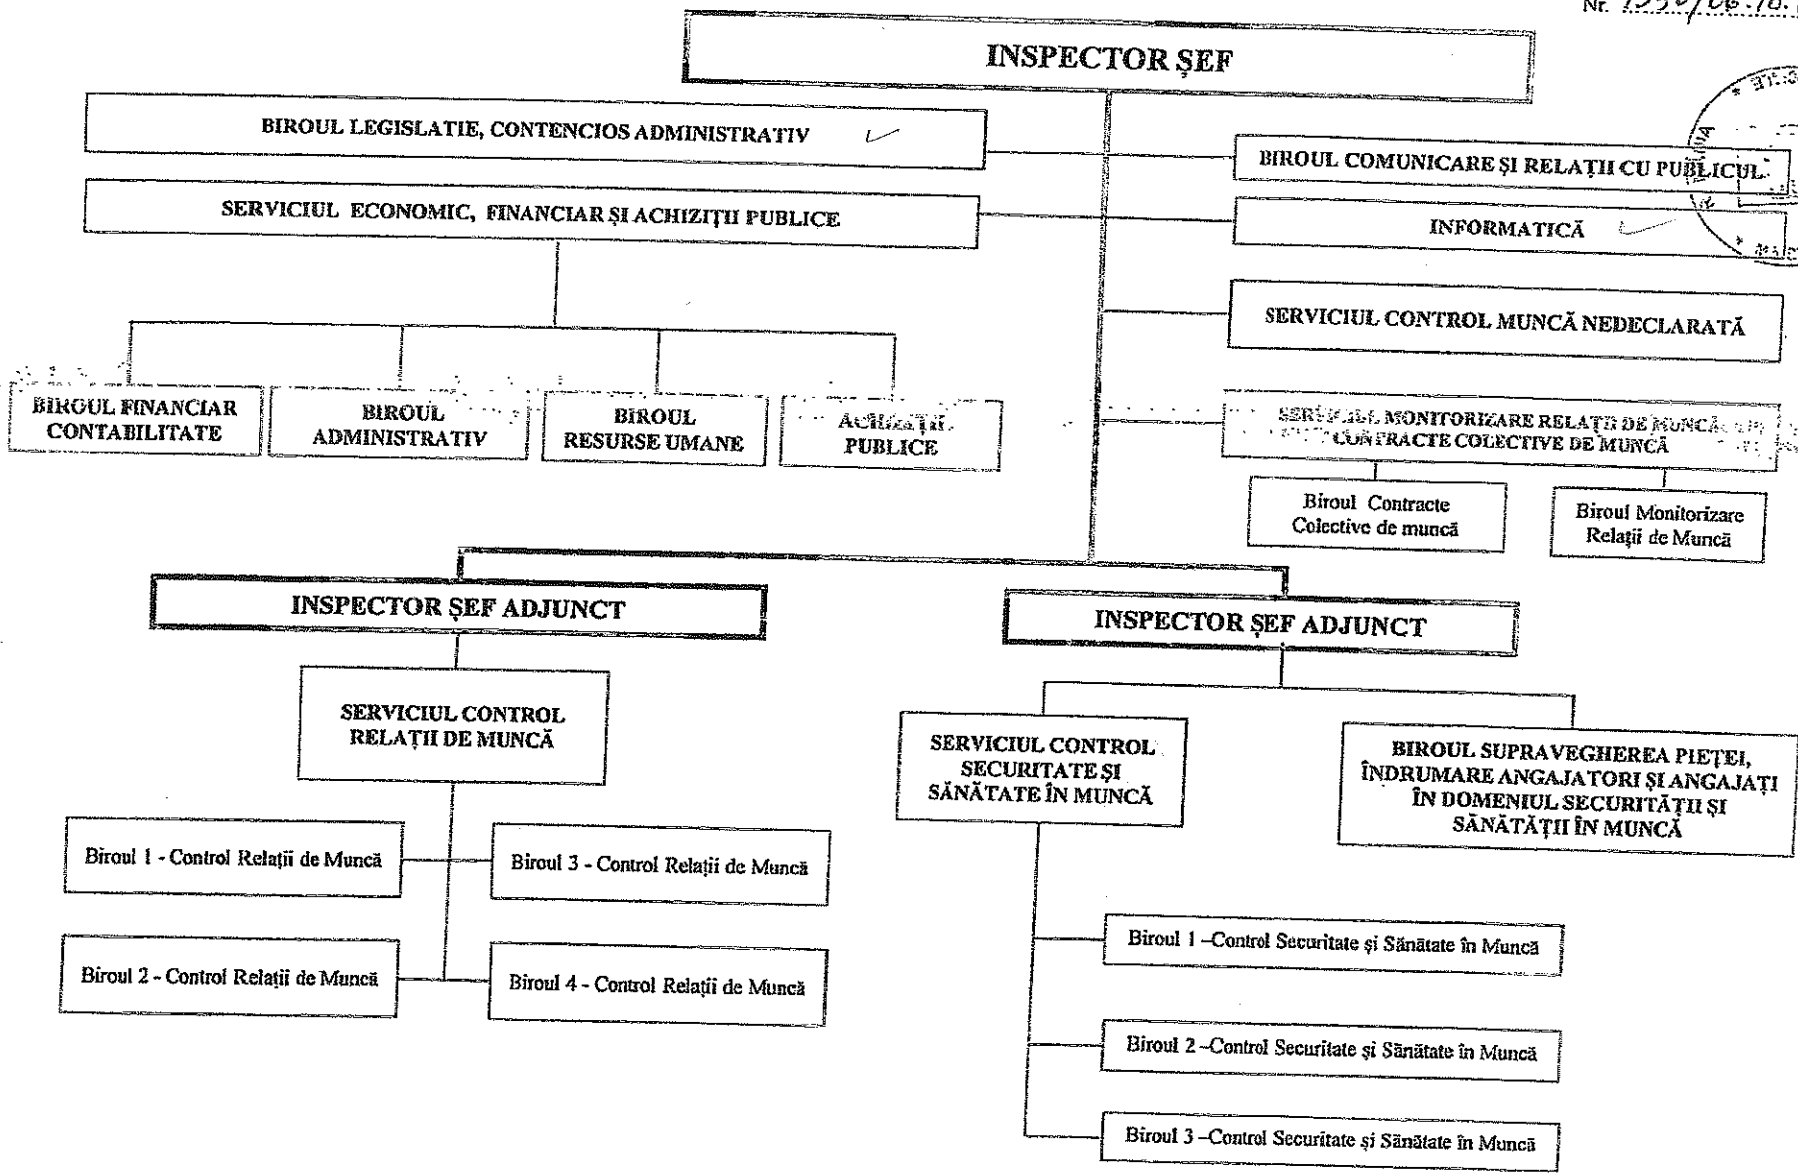 Nr.
INSPECTOR ȘEF
BIROUL LEGISLATIE, CONTENCIOS ADMINISTRATIV
BIROUL COMUNICARE ȘI RELAȚII CU PUBLICUL
SERVICIUL ECONOMIC, FINANCIAR ȘI ACHIZIȚII PUBLICE
INFORMATICĂ
SERVICIUL CONTROL MUNCĂ NEDECLARATĂ
BIROUL FINANCIAR
CONTABILITATE
BIROUL
ADMINISTRATIV
BIROUL
RESURSE UMANE
ACHIZIȚII
PUBLICE
SERVICIUL MONITORIZARE RELAȚII DE MUNCĂ
CONTRACTE COLECTIVE DE MUNCĂ
Biroul Contracte
Colective de muncă
Biroul Monitorizare
Relații de Muncă
INSPECTOR ȘEF ADJUNCT
INSPECTOR ȘEF ADJUNCT
SERVICIUL CONTROL
RELAȚII DE MUNCĂ
SERVICIUL CONTROL
SECURITATE ȘI
SĂNĂTATE ÎN MUNCĂ
BIROUL SUPRAVEGHEREA PIEȚEI,
ÎNDRUMARE ANGAJATORI ȘI ANGAJAȚI
ÎN DOMENIUL SECURITĂȚII ȘI
SĂNĂTĂȚII ÎN MUNCĂ
Biroul 1 - Control Relații de Muncă
Biroul 3 - Control Relații de Muncă
Biroul 2 - Control Relații de Muncă
Biroul 4 - Control Relații de Muncă
Biroul 1 –Control Securitate și Sănătate în Muncă
Biroul 2 –Control Securitate și Sănătate în Muncă
Biroul 3 –Control Securitate și Sănătate în Muncă